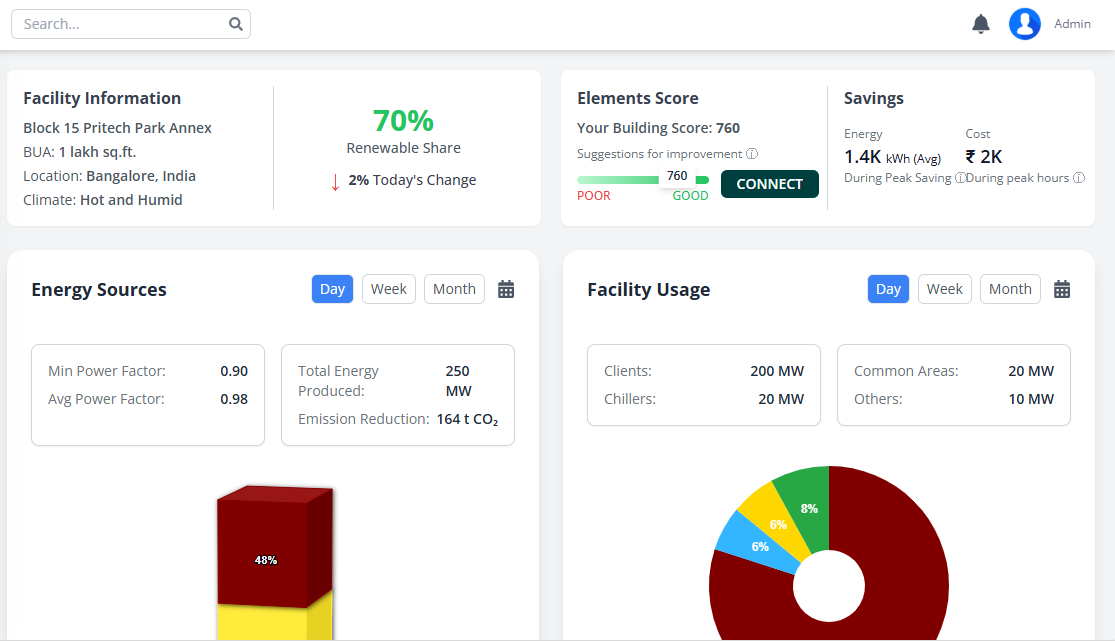 Search...
Admin
Facility Information
Block 15 Pritech Park Annex
BUA: 1 lakh sq.ft.
Location: Bangalore, India
Climate: Hot and Humid
70%
Renewable Share
↓ 2% Today's Change
Elements Score
Your Building Score: 760
Suggestions for improvement ⓘ
760
POOR GOOD
CONNECT
Savings
Energy
1.4K kWh (Avg)
During Peak Saving ⓘ
Cost
₹ 2K
During peak hours ⓘ
Energy Sources
Day Week Month
Min Power Factor: 0.90
Avg Power Factor: 0.98
Total Energy 250
Produced: MW
Emission Reduction: 164 t CO₂
48%
Facility Usage
Day Week Month
Clients: 200 MW
Chillers: 20 MW
Common Areas: 20 MW
Others: 10 MW
8%
6%
6%